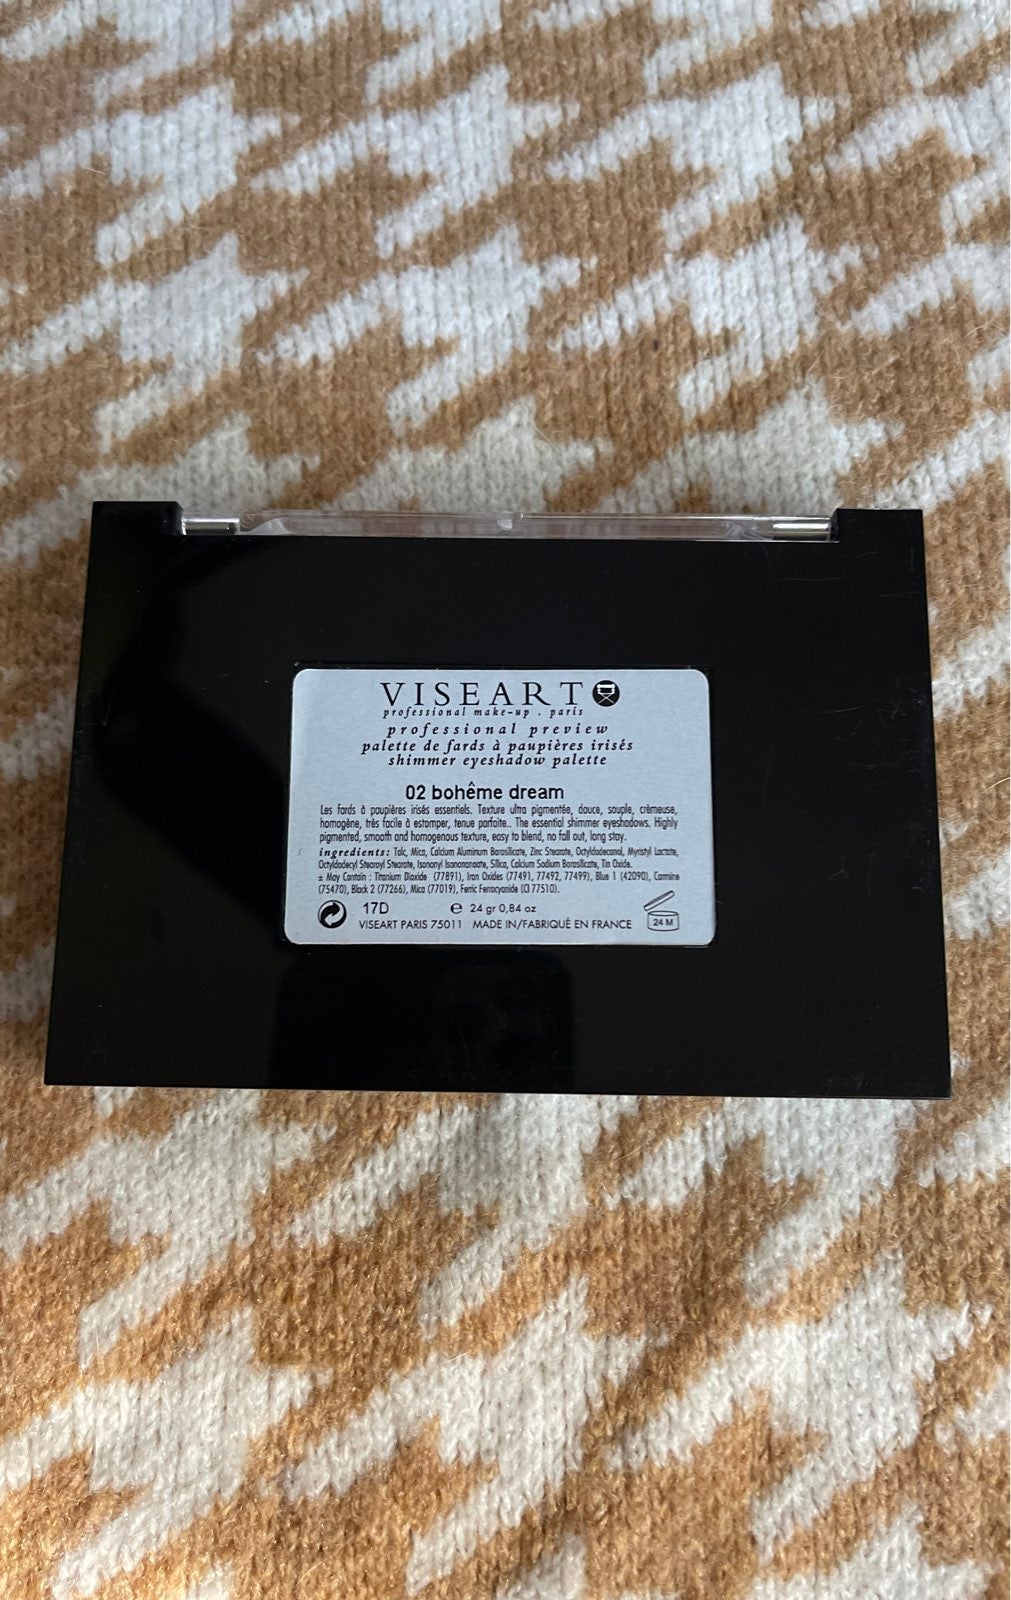 VISEART
professional make-up . paris
professional preview
palette de fards à paupières irisés
shimmer eyeshadow palette
02 bohême dream
Les fards à paupières irisés essentiels. Texture ultra pigmentée, douce, souple, crèmeuse,
homogène, très facile à estomper, tenue parfaite.. The essential shimmer eyeshadows. Highly
pigmented, smooth and homogenous texture, easy to blend, no fall out, long stay.
ingredients: Talc, Mica, Calcium Aluminum Borosilicate, Zinc Stearate, Octyldodecanol, Myristyl Lactate,
Octyldodecyl Stearoyl Stearate, Isononyl Isononanoate, Silica, Calcium Sodium Borosilicate, Tin Oxide.
± May Contain : Titanium Dioxide (77891), Iron Oxides (77491, 77492, 77499), Blue 1 (42090), Carmine
(75470), Black 2 (77266), Mica (77019), Ferric Ferrocyanide (CI 77510).
17D ℮ 24 gr 0,84 oz
VISEART PARIS 75011 MADE IN/FABRIQUÉ EN FRANCE
24 M